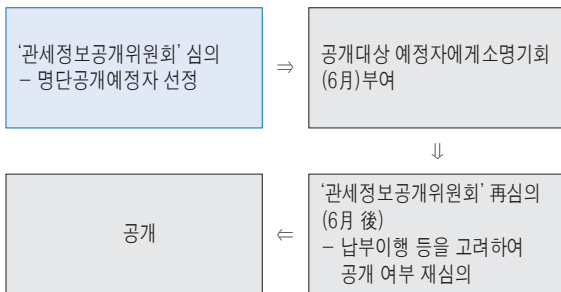 ‘관세정보공개위원회’ 심의
– 명단공개예정자 선정
⇒
공개대상 예정자에게소명기회
(6月)부여
⇓
‘관세정보공개위원회’ 再심의
(6月 後)
– 납부이행 등을 고려하여
공개 여부 재심의
⇐
공개